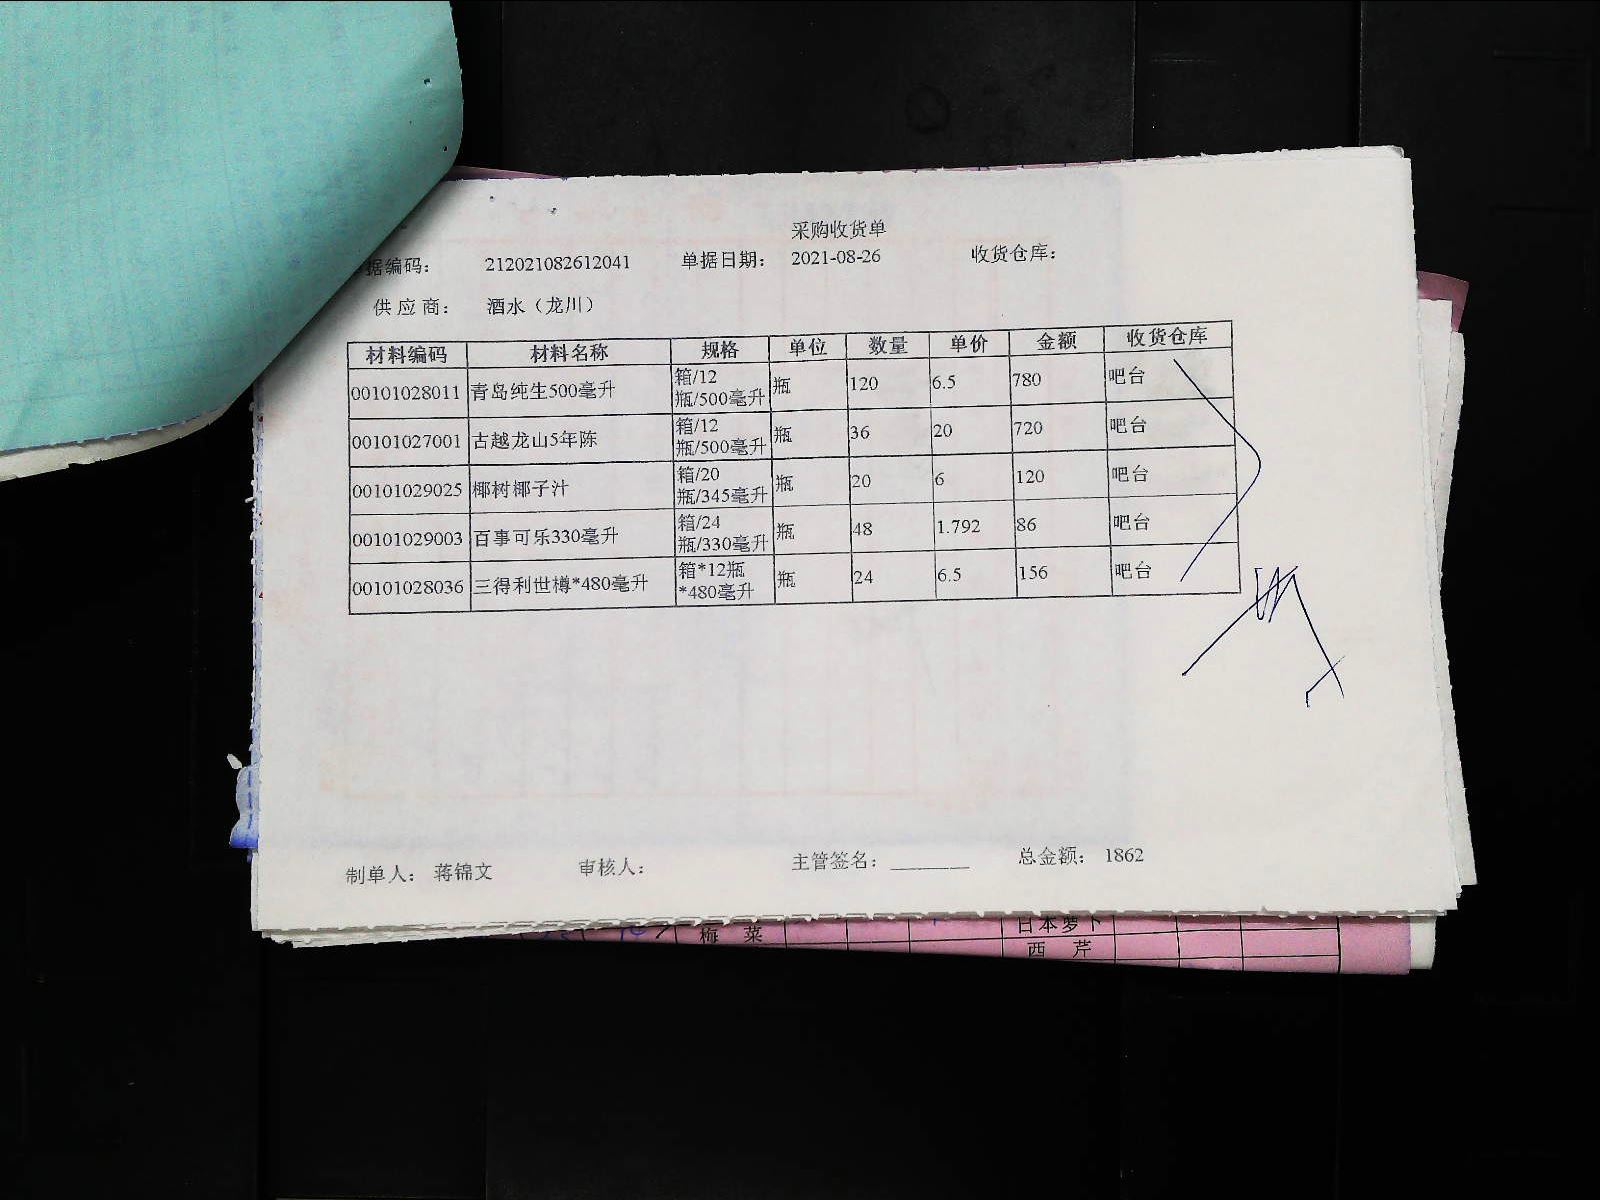 采购收货单
据编码： 212021082612041 单据日期： 2021-08-26 收货仓库：
供 应 商： 酒水（龙川）
材料编码 材料名称 规格 单位 数量 单价 金额 收货仓库
00101028011 青岛纯生500毫升 箱/12瓶/500毫升 瓶 120 6.5 780 吧台
00101027001 古越龙山5年陈 箱/12瓶/500毫升 瓶 36 20 720 吧台
00101029025 椰树椰子汁 箱/20瓶/345毫升 瓶 20 6 120 吧台
00101029003 百事可乐330毫升 箱/24瓶/330毫升 瓶 48 1.792 86 吧台
00101028036 三得利世樽*480毫升 箱*12瓶*480毫升 瓶 24 6.5 156 吧台
制单人： 蒋锦文 审核人： 主管签名： ________ 总金额： 1862
梅 菜 日本萝卜
西 芹